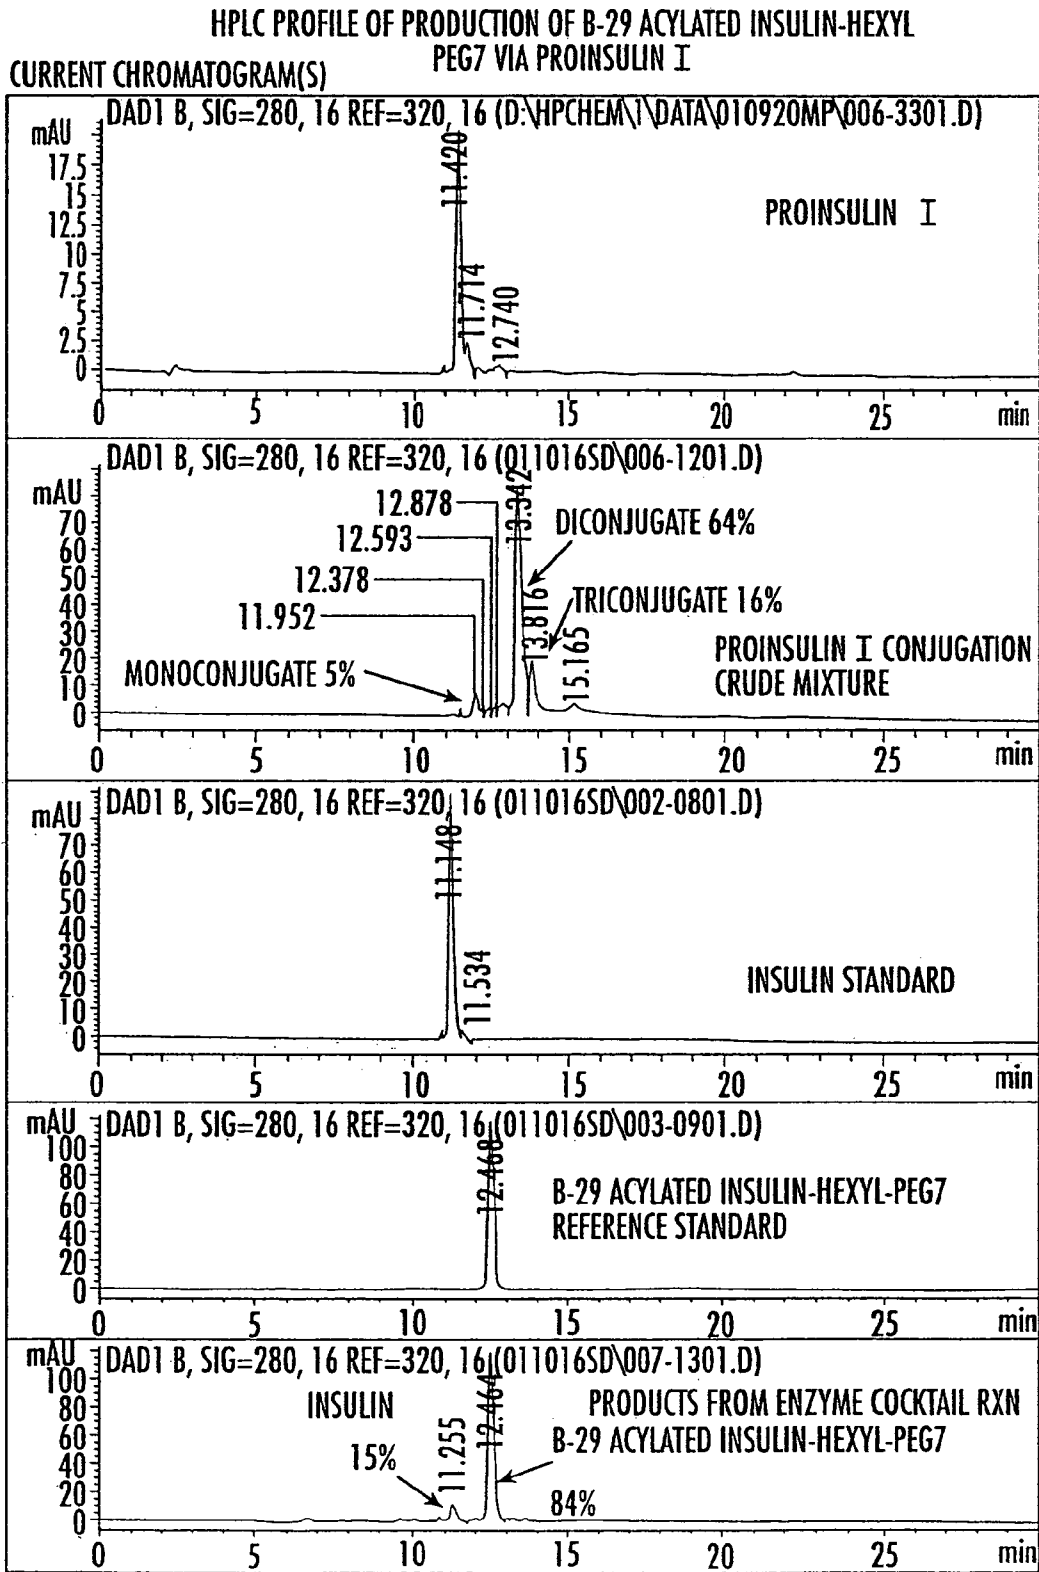 HPLC PROFILE OF PRODUCTION OF B-29 ACYLATED INSULIN-HEXYL
PEG7 VIA PROINSULIN I
CURRENT CHROMATOGRAM(S)
DAD1 B, SIG=280, 16 REF=320, 16 (D:\HPCHEM\1\DATA\010920MP\006-3301.D)
mAU
17.5
15
12.5
10
7.5
5
2.5
0
11.420
11.714
12.740
PROINSULIN I
0 5 10 15 20 25 min
DAD1 B, SIG=280, 16 REF=320, 16 (011016SD\006-1201.D)
mAU
70
60
50
40
30
20
10
0
12.878
12.593
12.378
11.952
13.342
13.816
15.165
DICONJUGATE 64%
TRICONJUGATE 16%
MONOCONJUGATE 5%
PROINSULIN I CONJUGATION
CRUDE MIXTURE
0 5 10 15 20 25 min
DAD1 B, SIG=280, 16 REF=320, 16 (011016SD\002-0801.D)
mAU
70
60
50
40
30
20
10
0
11.148
11.534
INSULIN STANDARD
0 5 10 15 20 25 min
DAD1 B, SIG=280, 16 REF=320, 16 (011016SD\003-0901.D)
mAU
100
80
60
40
20
0
12.468
B-29 ACYLATED INSULIN-HEXYL-PEG7
REFERENCE STANDARD
0 5 10 15 20 25 min
DAD1 B, SIG=280, 16 REF=320, 16 (011016SD\007-1301.D)
mAU
100
80
60
40
20
0
INSULIN
15%
11.255
12.464
PRODUCTS FROM ENZYME COCKTAIL RXN
B-29 ACYLATED INSULIN-HEXYL-PEG7
84%
0 5 10 15 20 25 min